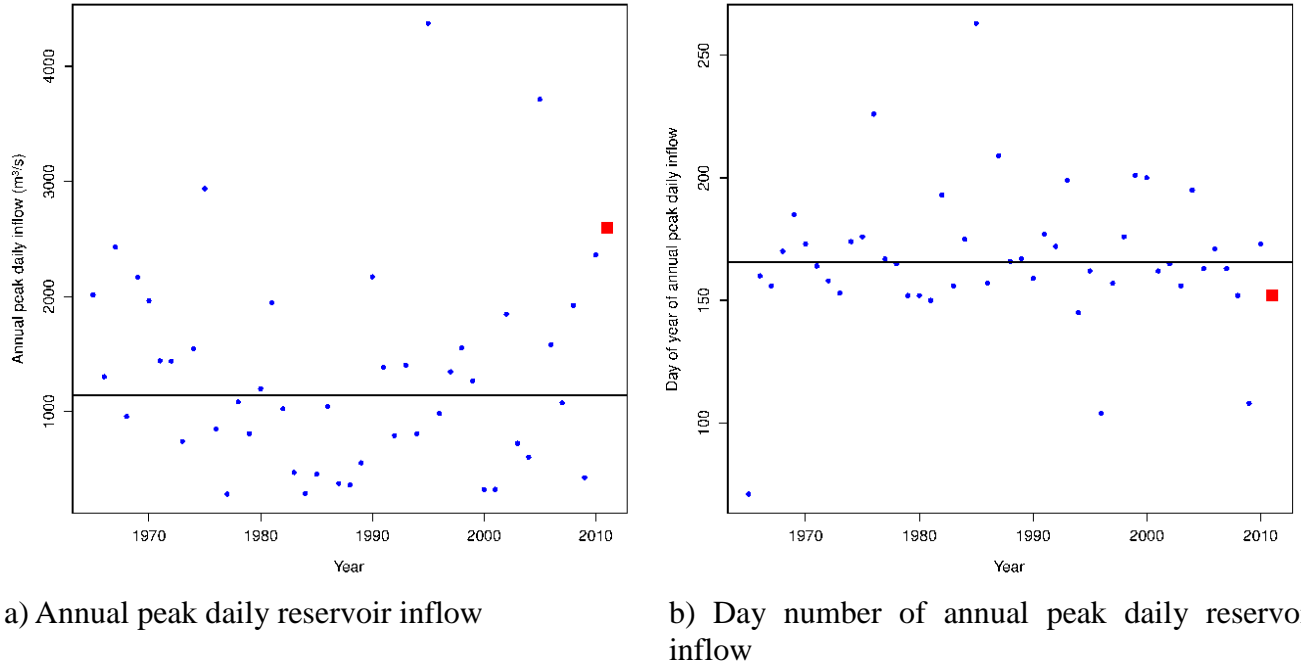 Annual peak daily inflow (m³/s)
4000
3000
2000
1000
1970 1980 1990 2000 2010
Year
Day of year of annual peak daily inflow
250
200
150
100
1970 1980 1990 2000 2010
Year
a) Annual peak daily reservoir inflow
b) Day number of annual peak daily reservo
inflow